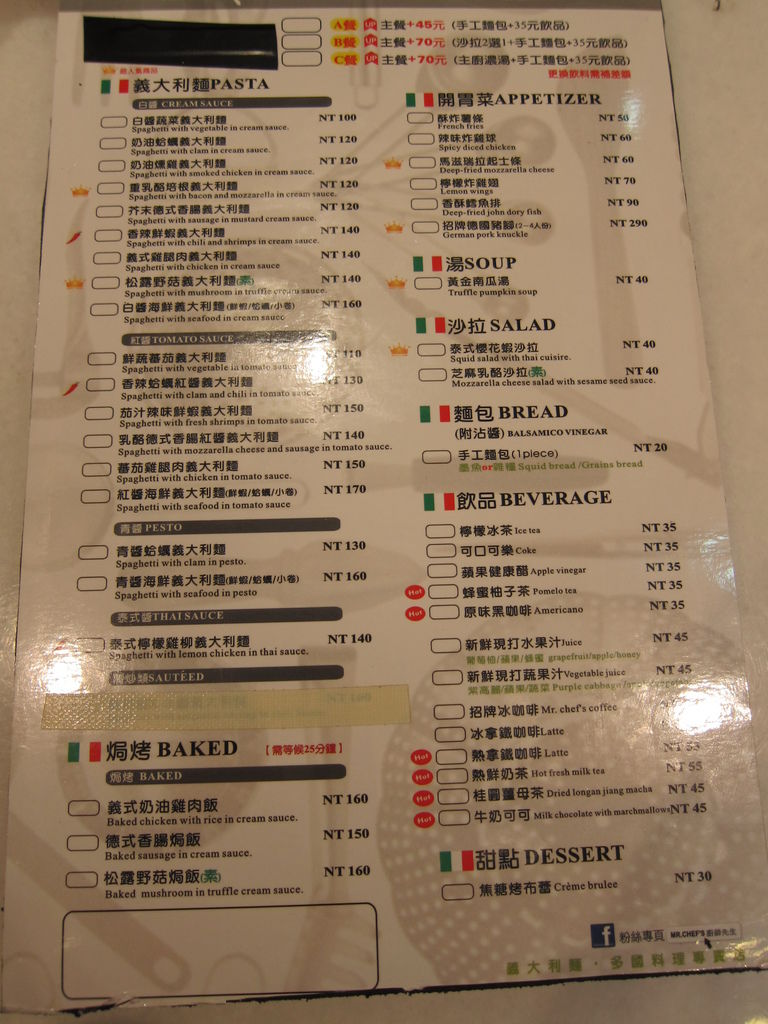 A餐 UP 主餐+45元 (手工麵包+35元飲品)
B餐 UP 主餐+70元 (沙拉2選1+手工麵包+35元飲品)
C餐 UP 主餐+70元 (主廚濃湯+手工麵包+35元飲品)
更換飲料需補差額
超人氣商品
義大利麵PASTA
白醬 CREAM SAUCE
白醬蔬菜義大利麵 NT 100
Spaghetti with vegetable in cream sauce.
奶油蛤蠣義大利麵 NT 120
Spaghetti with clam in cream sauce.
奶油燻雞義大利麵 NT 120
Spaghetti with smoked chicken in cream sauce.
重乳酪培根義大利麵 NT 120
Spaghetti with bacon and mozzarella in cream sauce.
芥末德式香腸義大利麵 NT 120
Spaghetti with sausage in mustard cream sauce.
香辣鮮蝦義大利麵 NT 140
Spaghetti with chili and shrimps in cream sauce.
義式雞腿肉義大利麵 NT 140
Spaghetti with chicken in cream sauce
松露野菇義大利麵(素) NT 140
Spaghetti with mushroom in truffle cream sauce.
白醬海鮮義大利麵(鮮蝦/蛤蠣/小卷) NT 160
Spaghetti with seafood in cream sauce
紅醬TOMATO SAUCE
鮮蔬蕃茄義大利麵 NT 110
Spaghetti with vegetable in tomato sauce
香辣蛤蠣紅醬義大利麵 NT 130
Spaghetti with clam and chili in tomato sauce.
茄汁辣味鮮蝦義大利麵 NT 150
Spaghetti with fresh shrimps in tomato sauce.
乳酪德式香腸紅醬義大利麵 NT 140
Spaghetti with mozzarella cheese and sausage in tomato sauce.
蕃茄雞腿肉義大利麵 NT 150
Spaghetti with chicken in tomato sauce.
紅醬海鮮義大利麵(鮮蝦/蛤蠣/小卷) NT 170
Spaghetti with seafood in tomato sauce
青醬 PESTO
青醬蛤蠣義大利麵 NT 130
Spaghetti with clam in pesto.
青醬海鮮義大利麵(鮮蝦/蛤蠣/小卷) NT 160
Spaghetti with seafood in pesto
泰式醬THAI SAUCE
泰式檸檬雞柳義大利麵 NT 140
Spaghetti with lemon chicken in thai sauce.
SAUTÉED
焗烤 BAKED 【需等候25分鐘】
焗烤 BAKED
義式奶油雞肉飯 NT 160
Baked chicken with rice in cream sauce.
德式香腸焗飯 NT 150
Baked sausage in cream sauce.
松露野菇焗飯(素) NT 160
Baked mushroom in truffle cream sauce.
開胃菜APPETIZER
酥炸薯條 NT 50
French fries
辣味炸雞球 NT 60
Spicy diced chicken
馬滋瑞拉起士條 NT 60
Deep-fried mozzarella cheese
檸檬炸雞翅 NT 70
Lemon wings
香酥鱈魚排 NT 90
Deep-fried john dory fish
招牌德國豬腳(2~4人份) NT 290
German pork knuckle
湯SOUP
黃金南瓜湯 NT 40
Truffle pumpkin soup
沙拉 SALAD
泰式櫻花蝦沙拉 NT 40
Squid salad with thai cuisine.
芝麻乳酪沙拉(素) NT 40
Mozzarella cheese salad with sesame seed sauce.
麵包 BREAD
(附沾醬) BALSAMICO VINEGAR
手工麵包(1piece) NT 20
墨魚or雜糧 Squid bread /Grains bread
飲品BEVERAGE
檸檬冰茶 Ice tea NT 35
可口可樂 Coke NT 35
蘋果健康醋 Apple vinegar NT 35
Hot 蜂蜜柚子茶 Pomelo tea NT 35
Hot 原味黑咖啡 Americano NT 35
新鮮現打水果汁Juice NT 45
葡萄柚/蘋果/蜂蜜 grapefruit/apple/honey
新鮮現打蔬果汁Vegetable juice NT 45
紫高麗/蘋果/蔬菜 Purple cabbage
招牌冰咖啡 Mr. chef's coffee
冰拿鐵咖啡Latte
Hot 熱拿鐵咖啡 Latte NT 55
Hot 熱鮮奶茶 Hot fresh milk tea NT 55
Hot 桂圓薑母茶 Dried longan jiang macha NT 45
Hot 牛奶可可 Milk chocolate with marchmallows NT 45
甜點 DESSERT
焦糖烤布蕾 Crème brulee NT 30
f 粉絲專頁 MR.CHEF'S 廚師先生
義大利麵．多國料理專賣店